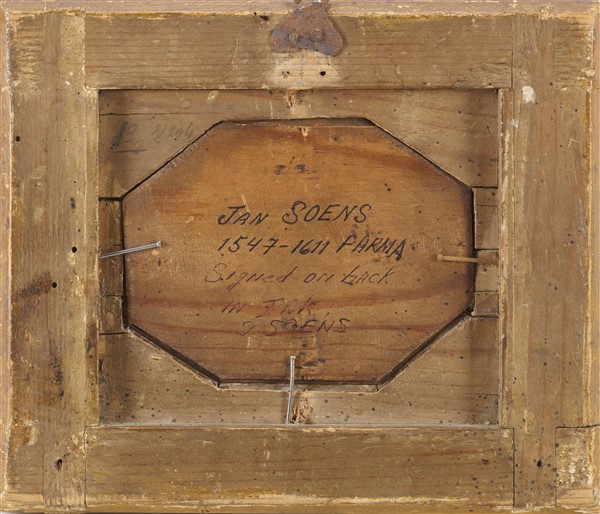 JAN SOENS
1547-1611 PARMA
Signed on back
IN INK,
SOENS